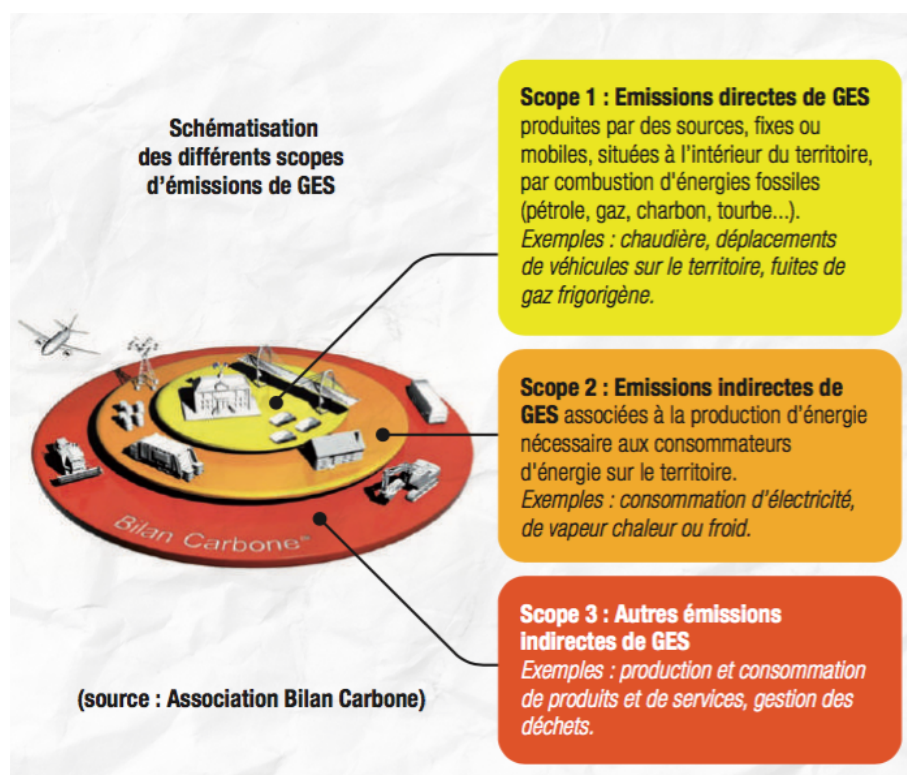 Schématisation
des différents scopes
d'émissions de GES
Scope 1 : Emissions directes de GES
produites par des sources, fixes ou
mobiles, situées à l'intérieur du territoire,
par combustion d'énergies fossiles
(pétrole, gaz, charbon, tourbe...).
Exemples : chaudière, déplacements
de véhicules sur le territoire, fuites de
gaz frigorigène.
Scope 2 : Emissions indirectes de
GES associées à la production d'énergie
nécessaire aux consommateurs
d'énergie sur le territoire.
Exemples : consommation d'électricité,
de vapeur chaleur ou froid.
Scope 3 : Autres émissions
indirectes de GES
Exemples : production et consommation
de produits et de services, gestion des
déchets.
Bilan Carbone®
(source : Association Bilan Carbone)